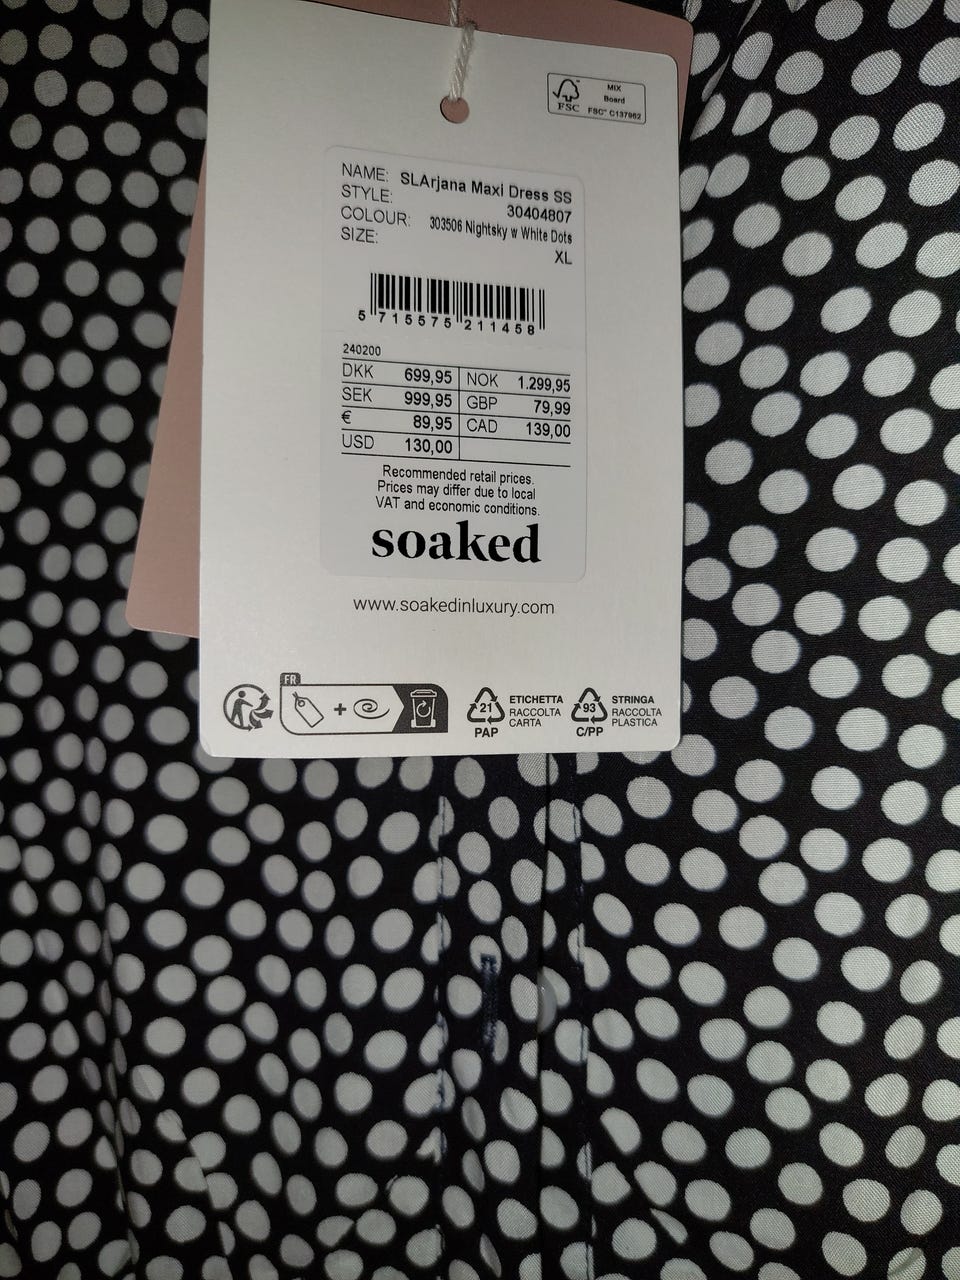 MIX
Board
FSC™ C137962
FSC
NAME: SLArjana Maxi Dress SS
STYLE: 30404807
COLOUR: 303506 Nightsky w White Dots
SIZE: XL
5 715575 211458
240200
DKK 699,95 NOK 1.299,95
SEK 999,95 GBP 79,99
€ 89,95 CAD 139,00
USD 130,00
Recommended retail prices.
Prices may differ due to local
VAT and economic conditions.
soaked
www.soakedinluxury.com
FR
+
21
PAP
ETICHETTA
RACCOLTA
CARTA
93
C/PP
STRINGA
RACCOLTA
PLASTICA